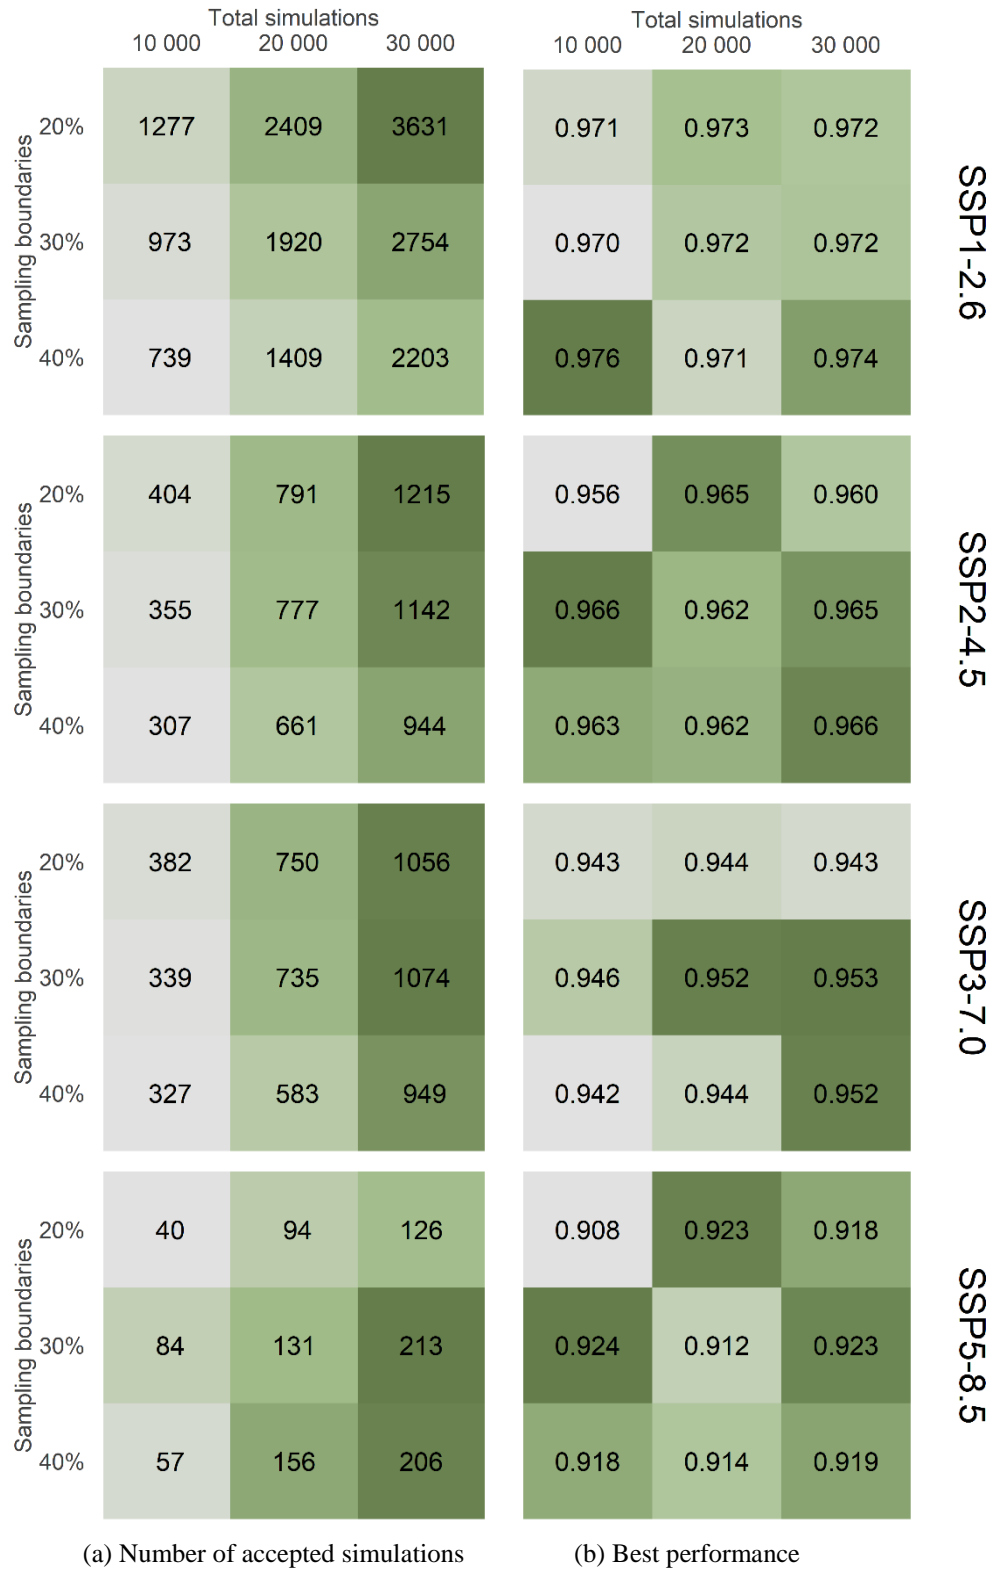 Total simulations Total simulations
10 000 20 000 30 000 10 000 20 000 30 000
Sampling boundaries
20% 1277 2409 3631 0.971 0.973 0.972
30% 973 1920 2754 0.970 0.972 0.972
40% 739 1409 2203 0.976 0.971 0.974
SSP1-2.6
Sampling boundaries
20% 404 791 1215 0.956 0.965 0.960
30% 355 777 1142 0.966 0.962 0.965
40% 307 661 944 0.963 0.962 0.966
SSP2-4.5
Sampling boundaries
20% 382 750 1056 0.943 0.944 0.943
30% 339 735 1074 0.946 0.952 0.953
40% 327 583 949 0.942 0.944 0.952
SSP3-7.0
Sampling boundaries
20% 40 94 126 0.908 0.923 0.918
30% 84 131 213 0.924 0.912 0.923
40% 57 156 206 0.918 0.914 0.919
SSP5-8.5
(a) Number of accepted simulations (b) Best performance